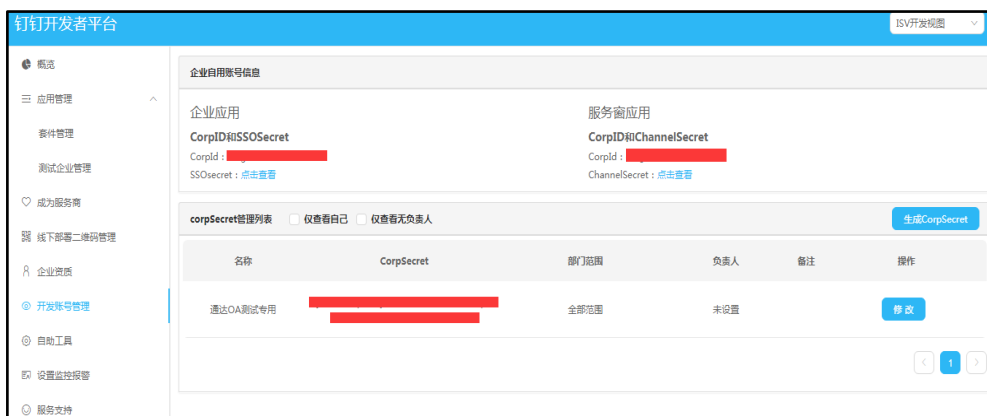 钉钉开发者平台
ISV开发视图
概览
应用管理
套件管理
测试企业管理
成为服务商
线下部署二维码管理
企业资质
开发账号管理
自助工具
设置监控报警
服务支持
企业自用账号信息
企业应用
CorpID和SSOSecret
CorpId：
SSOsecret：点击查看
服务窗应用
CorpID和ChannelSecret
CorpId：
ChannelSecret：点击查看
corpSecret管理列表 仅查看自己 仅查看无负责人 生成CorpSecret
名称 CorpSecret 部门范围 负责人 备注 操作
通达OA测试专用 全部范围 未设置 修改
< 1 >